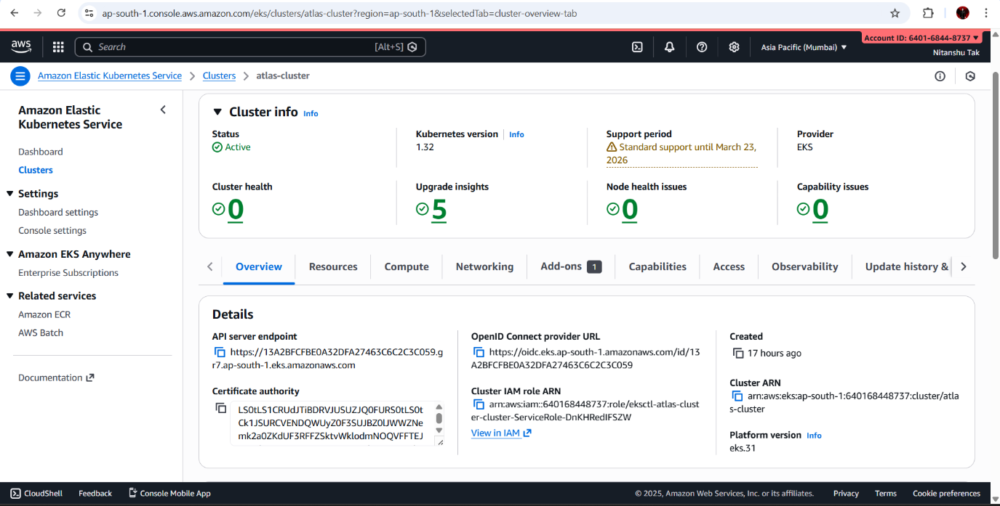 ap-south-1.console.aws.amazon.com/eks/clusters/atlas-cluster?region=ap-south-1&selectedTab=cluster-overview-tab
aws
Search
[Alt+S]
Asia Pacific (Mumbai)
Account ID: 6401-6844-8737
Nitanshu Tak
Amazon Elastic Kubernetes Service
Clusters
atlas-cluster
Amazon Elastic
Kubernetes Service
Dashboard
Clusters
Settings
Dashboard settings
Console settings
Amazon EKS Anywhere
Enterprise Subscriptions
Related services
Amazon ECR
AWS Batch
Documentation
Cluster info Info
Status
Active
Kubernetes version Info
1.32
Support period
Standard support until March 23,
2026
Provider
EKS
Cluster health
0
Upgrade insights
5
Node health issues
0
Capability issues
0
Overview
Resources
Compute
Networking
Add-ons 1
Capabilities
Access
Observability
Update history &
Details
API server endpoint
https://13A2BFCFBE0A32DFA27463C6C2C3C059.g
r7.ap-south-1.eks.amazonaws.com
Certificate authority
LS0tLS1CRUdJTiBDRVJUSUZJQ0FURS0tLS0t
Ck1JSURCVENDQWUyZ0F3SUJBZ0lJWWZNe
mk2a0ZKdUF3RFFZSktvWklodmNOQVFFTEJ
OpenID Connect provider URL
https://oidc.eks.ap-south-1.amazonaws.com/id/13
A2BFCFBE0A32DFA27463C6C2C3C059
Cluster IAM role ARN
arn:aws:iam::640168448737:role/eksctl-atlas-clust
er-cluster-ServiceRole-DnKHRedIFSZW
View in IAM
Created
17 hours ago
Cluster ARN
arn:aws:eks:ap-south-1:640168448737:cluster/atla
s-cluster
Platform version Info
eks.31
CloudShell
Feedback
Console Mobile App
© 2025, Amazon Web Services, Inc. or its affiliates.
Privacy
Terms
Cookie preferences